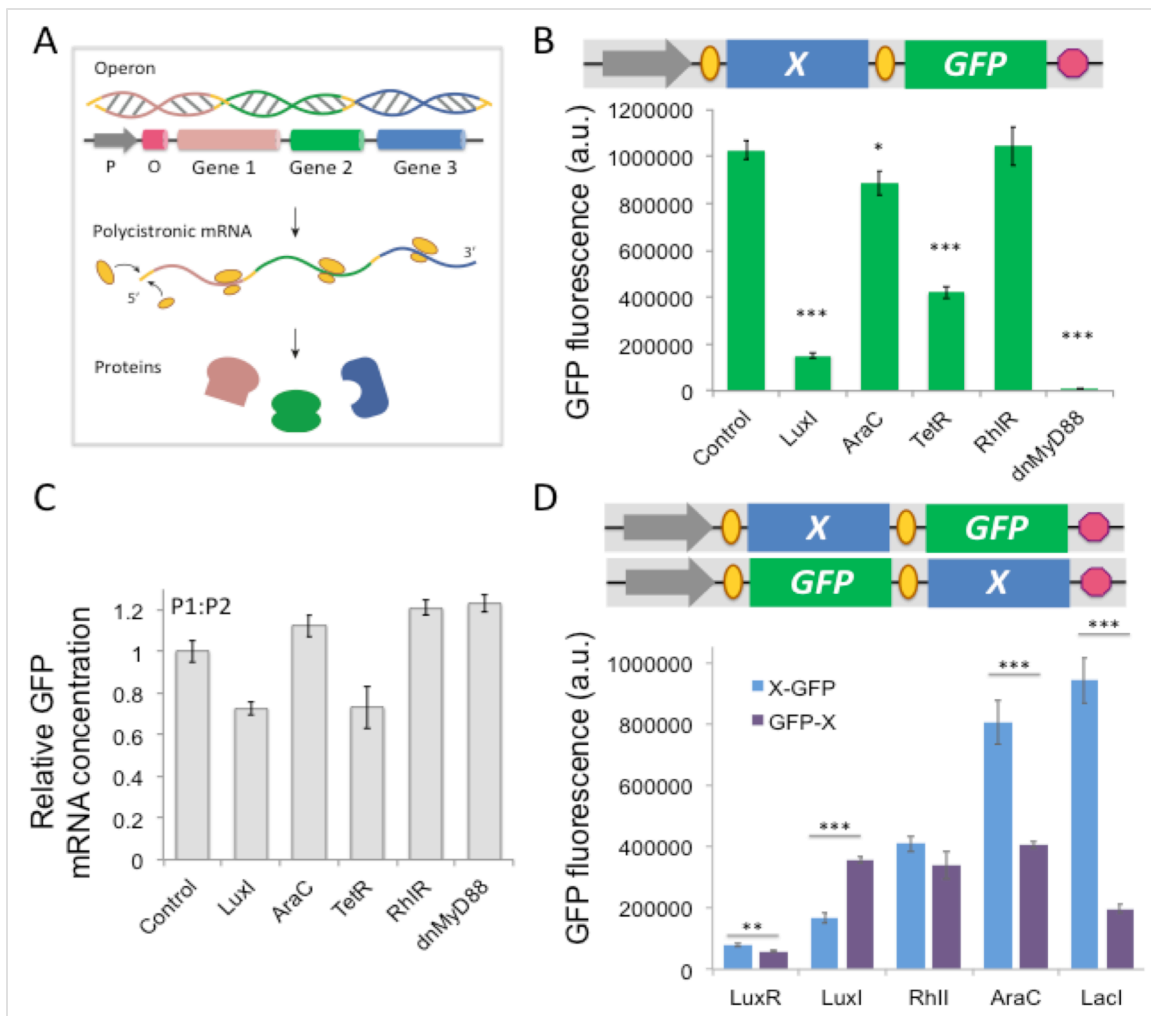 A
Operon
P O Gene 1 Gene 2 Gene 3
Polycistronic mRNA
5′
3′
Proteins
B
X GFP
GFP fluorescence (a.u.)
1200000
1000000
800000
600000
400000
200000
0
***
*
***
***
Control LuxI AraC TetR RhlR dnMyD88
C
P1:P2
Relative GFP
mRNA concentration
1.2
1
0.8
0.6
0.4
0.2
0
Control LuxI AraC TetR RhlR dnMyD88
D
X GFP
GFP X
GFP fluorescence (a.u.)
1000000
800000
600000
400000
200000
0
X-GFP
GFP-X
**
***
***
***
LuxR LuxI RhlI AraC LacI